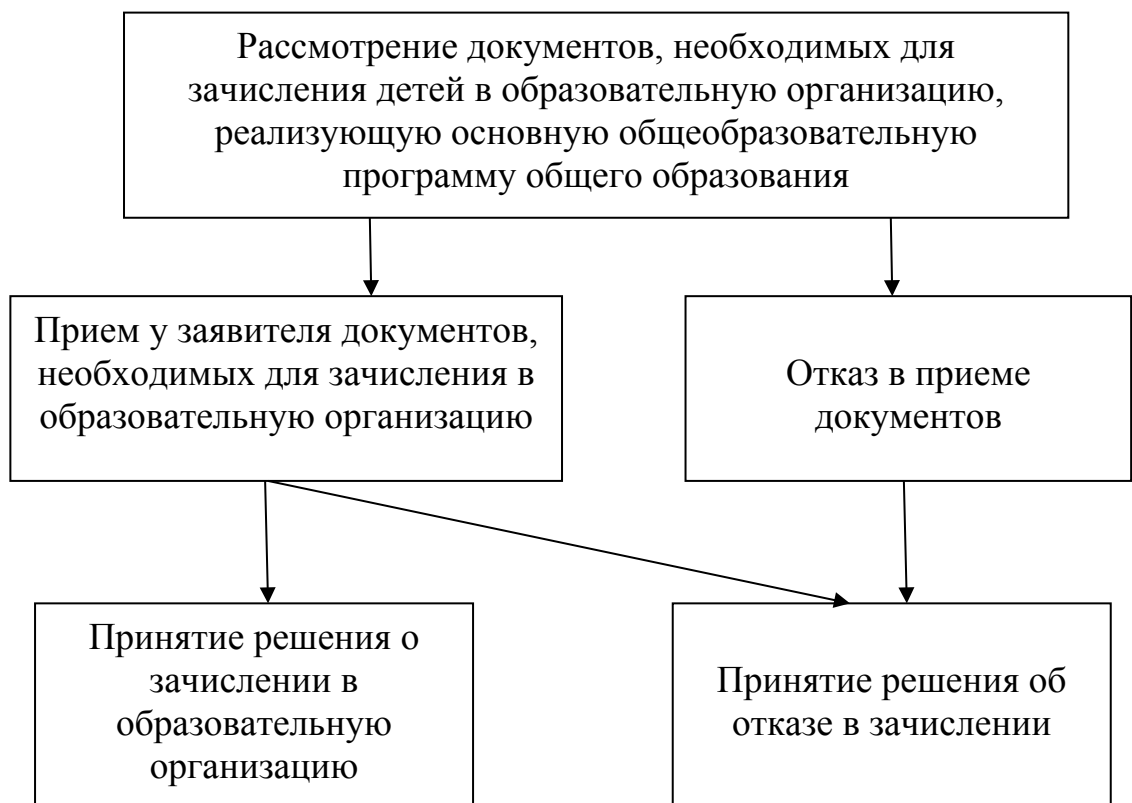 Рассмотрение документов, необходимых для
зачисления детей в образовательную организацию,
реализующую основную общеобразовательную
программу общего образования
Прием у заявителя документов,
необходимых для зачисления в
образовательную организацию
Отказ в приеме
документов
Принятие решения о
зачислении в
образовательную
организацию
Принятие решения об
отказе в зачислении